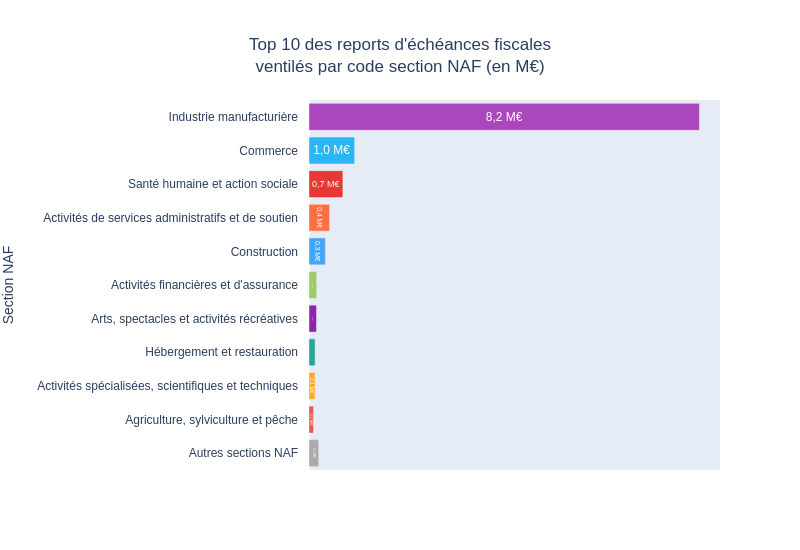 Top 10 des reports d'échéances fiscales
ventilés par code section NAF (en M€)
Section NAF
Industrie manufacturière
8,2 M€
Commerce
1,0 M€
Santé humaine et action sociale
0,7 M€
Activités de services administratifs et de soutien
0,4 M€
Construction
0,3 M€
Activités financières et d'assurance
Arts, spectacles et activités récréatives
Hébergement et restauration
Activités spécialisées, scientifiques et techniques
Agriculture, sylviculture et pêche
Autres sections NAF